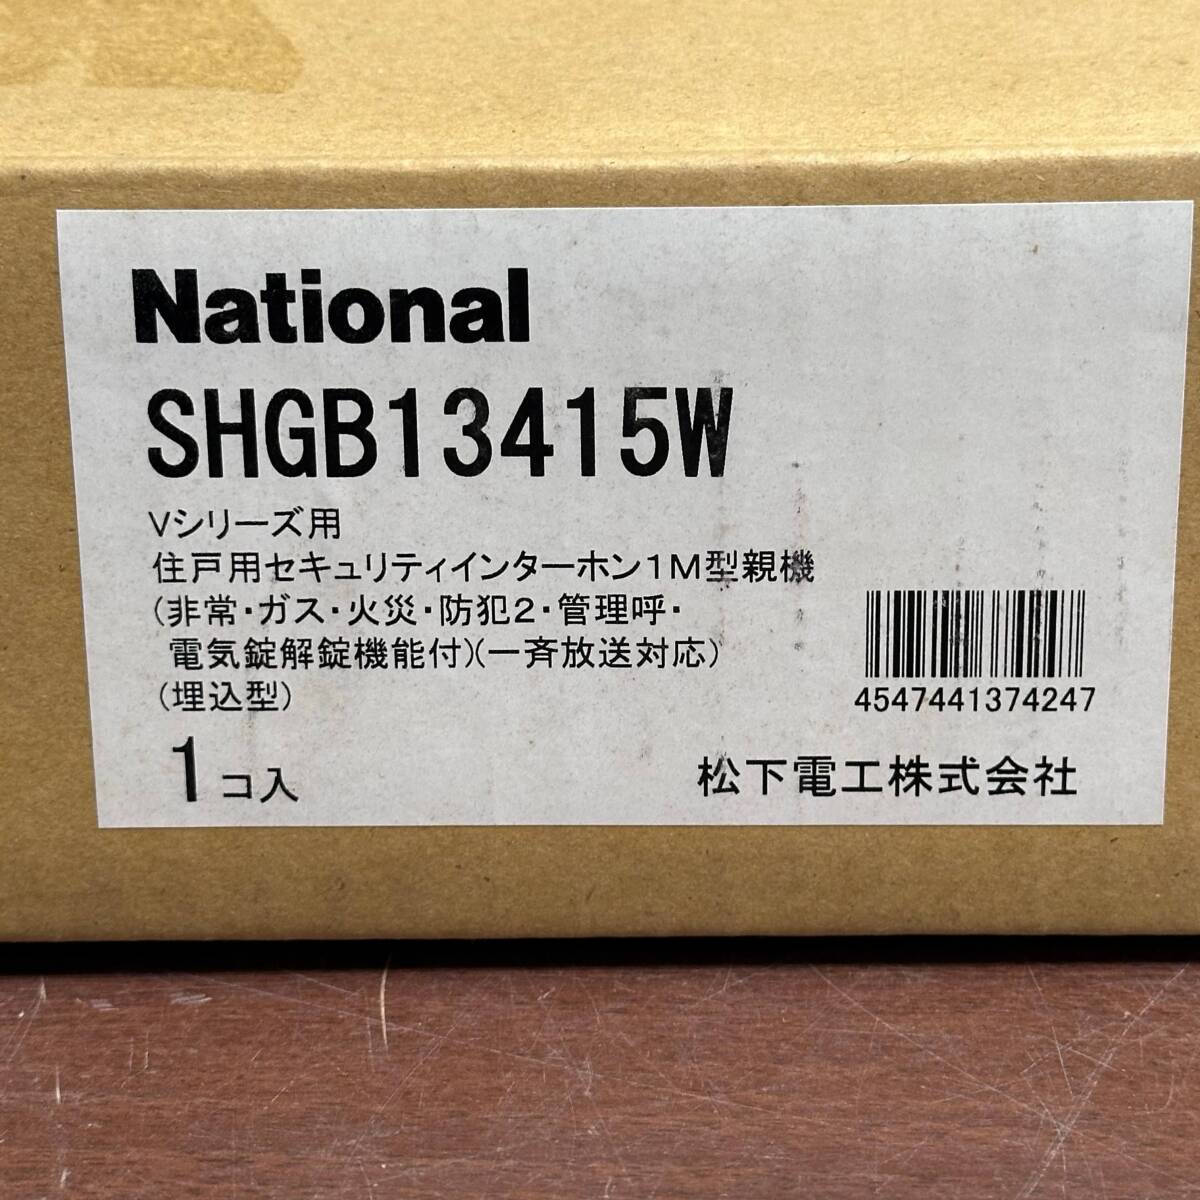 National
SHGB13415W
Vシリーズ用
住戸用セキュリティインターホン1M型親機
(非常・ガス・火災・防犯2・管理呼・
電気錠解錠機能付)(一斉放送対応)
(埋込型)
4547441374247
1コ入
松下電工株式会社